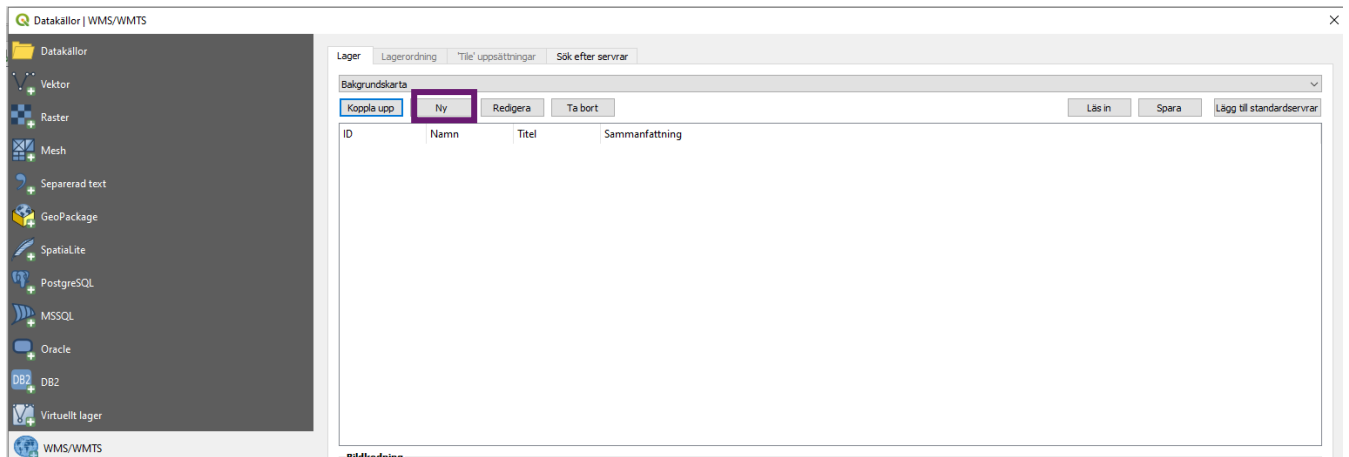 Datakällor | WMS/WMTS
Datakällor
Vektor
Raster
Mesh
Separerad text
GeoPackage
SpatiaLite
PostgreSQL
MSSQL
Oracle
DB2 DB2
Virtuellt lager
WMS/WMTS
Lager Lagerordning 'Tile' uppsättningar Sök efter servrar
Bakgrundskarta
Koppla upp Ny Redigera Ta bort Läs in Spara Lägg till standardservrar
ID Namn Titel Sammanfattning
Bildkodning